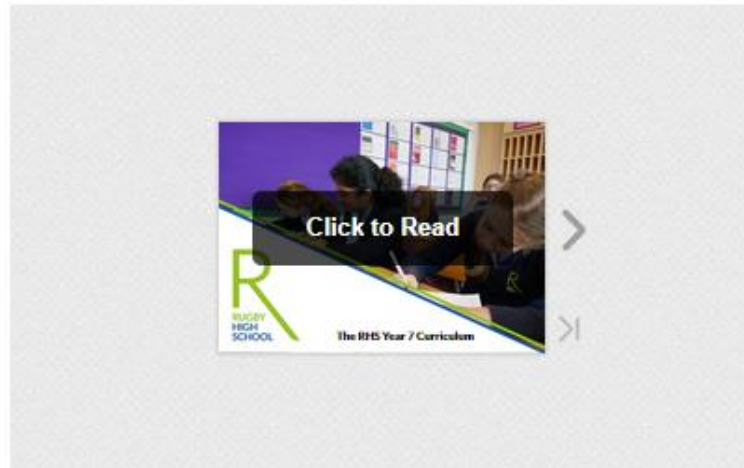 Click to Read
R
RUGBY
HIGH
SCHOOL
The RHS Year 7 Curriculum